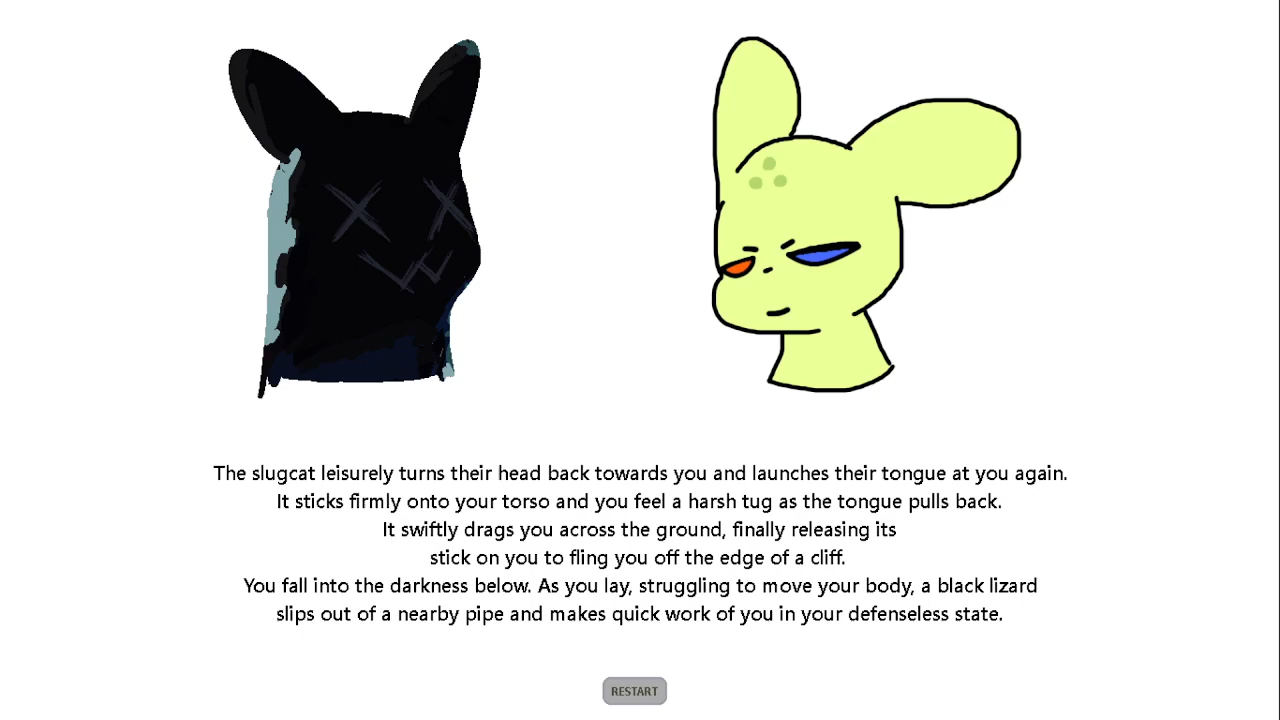 The slugcat leisurely turns their head back towards you and launches their tongue at you again.
It sticks firmly onto your torso and you feel a harsh tug as the tongue pulls back.
It swiftly drags you across the ground, finally releasing its
stick on you to fling you off the edge of a cliff.
You fall into the darkness below. As you lay, struggling to move your body, a black lizard
slips out of a nearby pipe and makes quick work of you in your defenseless state.
RESTART